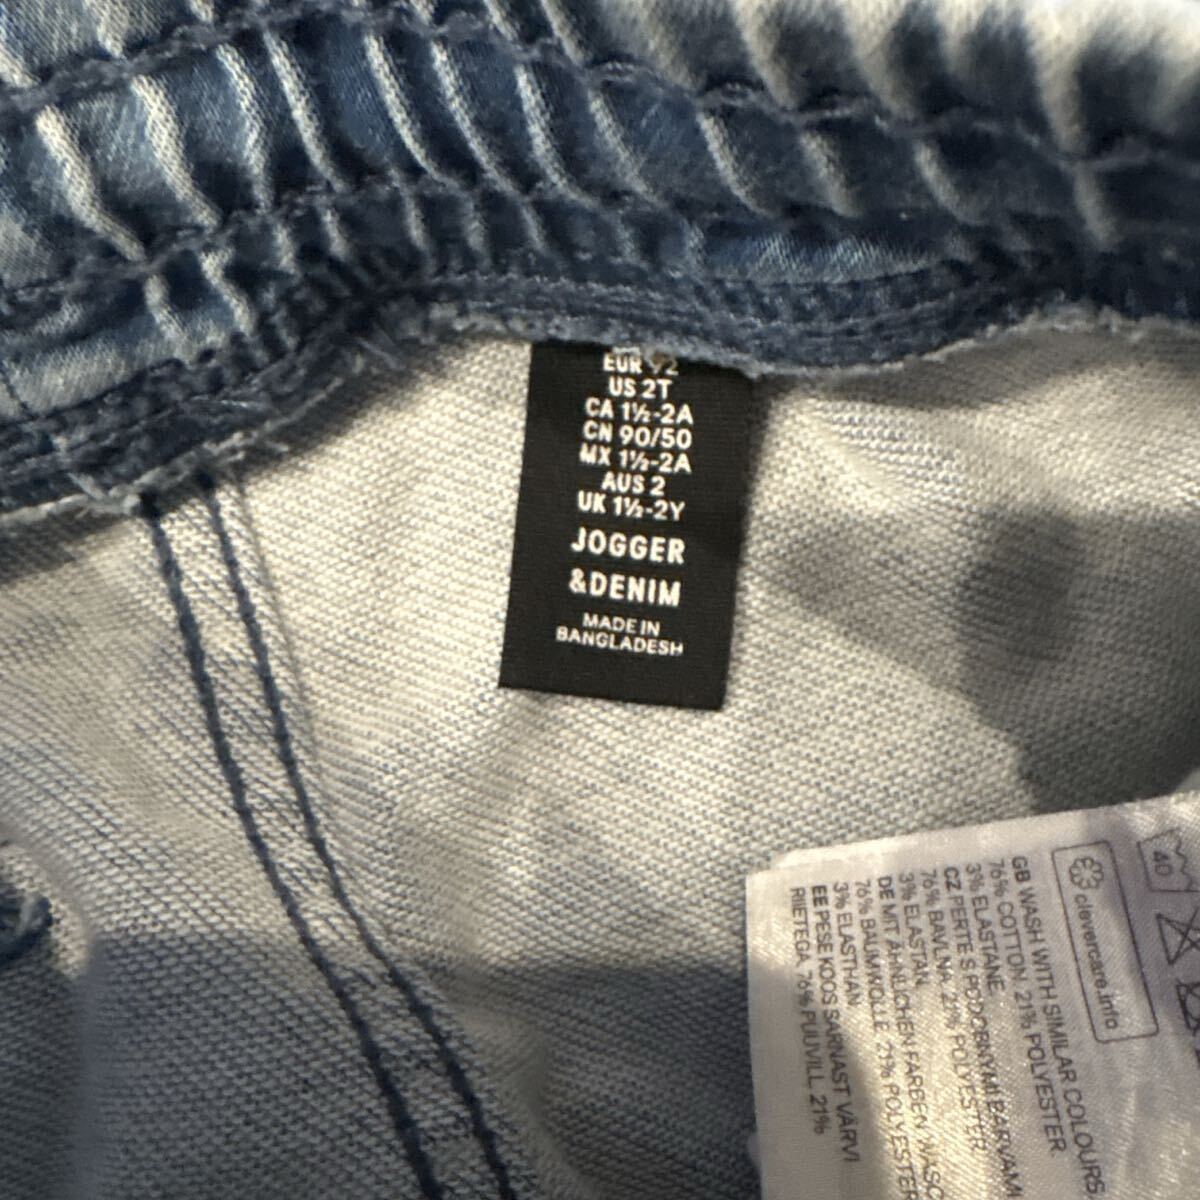 EUR 92
US 2T
CA 1½-2A
CN 90/50
MX 1½-2A
AUS 2
UK 1½-2Y
JOGGER
&DENIM
MADE IN
BANGLADESH
40
clevercare.info
GB WASH WITH SIMILAR COLOURS
76% COTTON, 21% POLYESTER,
3% ELASTANE
CZ PERTE S PODOBNÝMI BARVAMI
76% BAVLNA, 21% POLYESTER,
3% ELASTAN
DE MIT ÄHNLICHEN FARBEN WASC
76% BAUMWOLLE, 21% POLYESTER
3% ELASTHAN
EE PESE KOOS SARNAST VÄRVI
RIIETEGA. 76% PUUVILL, 21%